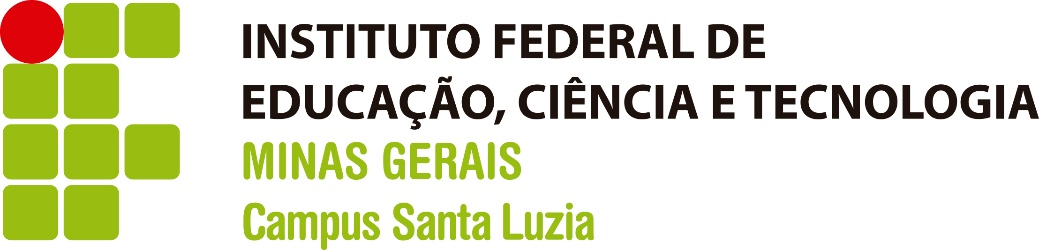 INSTITUTO FEDERAL DE
EDUCAÇÃO, CIÊNCIA E TECNOLOGIA
MINAS GERAIS
Campus Santa Luzia